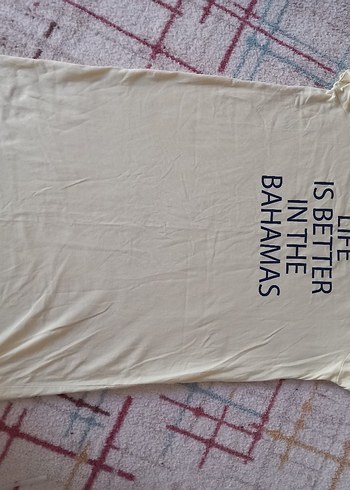 LIFE
IS BETTER
IN THE
BAHAMAS